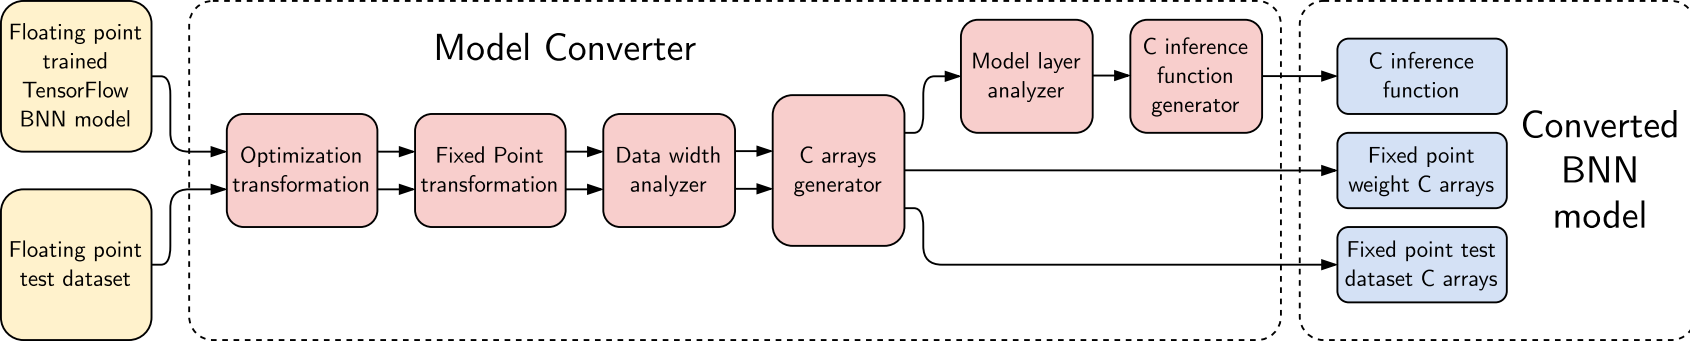 Floating point
trained
TensorFlow
BNN model
Floating point
test dataset
Model Converter
Optimization
transformation
Fixed Point
transformation
Data width
analyzer
C arrays
generator
Model layer
analyzer
C inference
function
generator
C inference
function
Fixed point
weight C arrays
Fixed point test
dataset C arrays
Converted
BNN
model